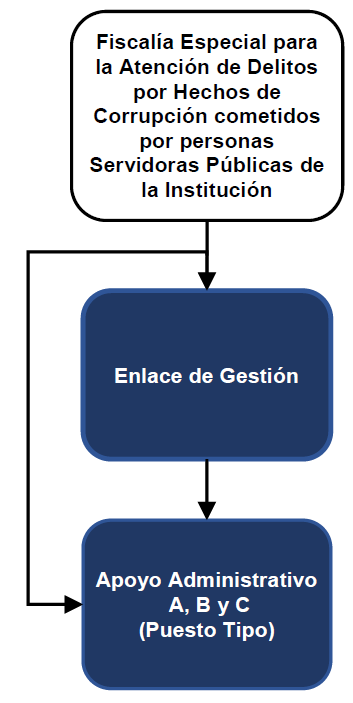 Fiscalía Especial para
la Atención de Delitos
por Hechos de
Corrupción cometidos
por personas
Servidoras Públicas de
la Institución
Enlace de Gestión
Apoyo Administrativo
A, B y C
(Puesto Tipo)